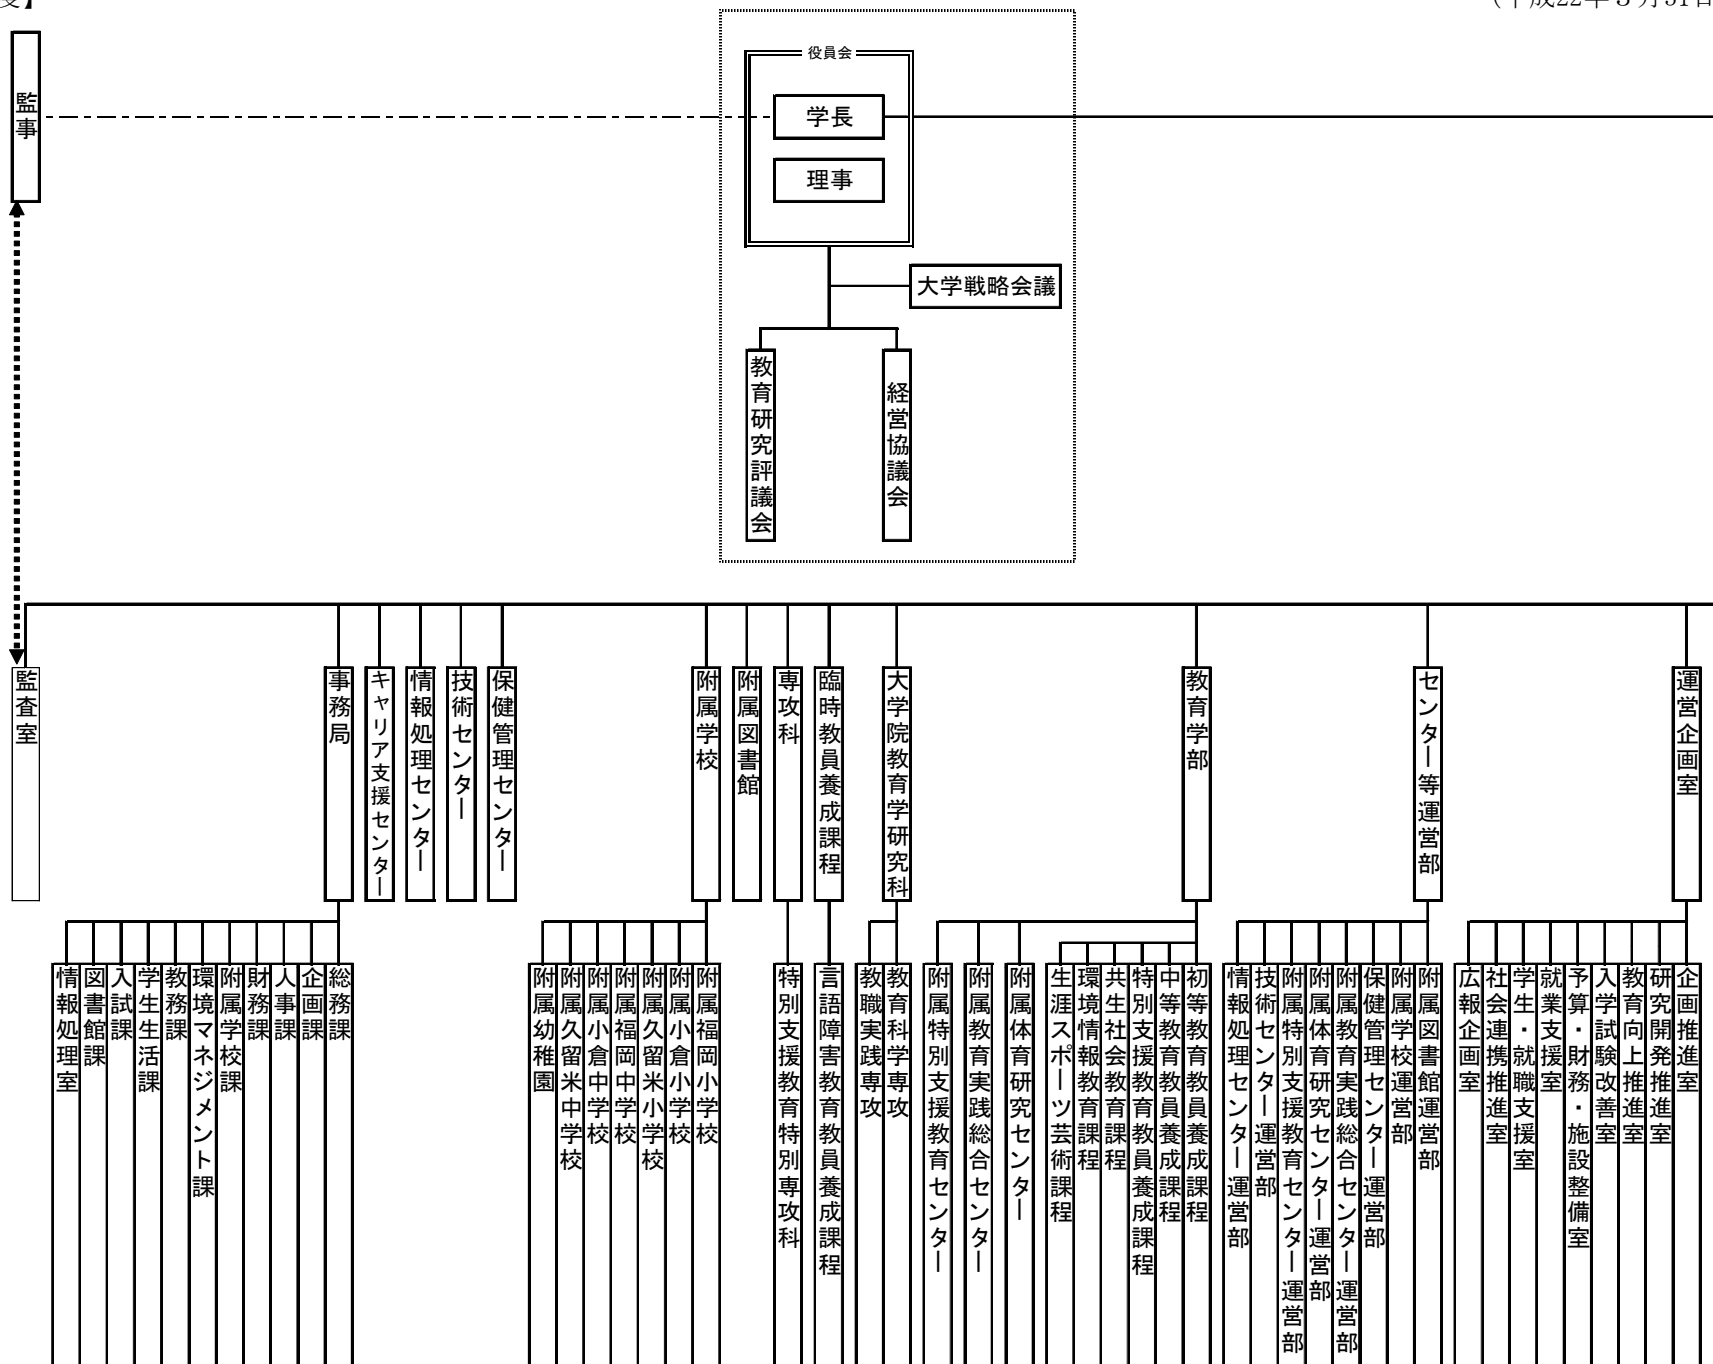 度】
(平成22年3月31日
監事
役員会
学長
理事
大学戦略会議
教育研究評議会
経営協議会
監査室
事務局
キャリア支援センター
情報処理センター
技術センター
保健管理センター
附属学校
附属図書館
専攻科
臨時教員養成課程
大学院教育学研究科
教育学部
センター等運営部
運営企画室
情報処理室
図書館課
入試課
学生生活課
教務課
環境マネジメント課
附属学校課
財務課
人事課
企画課
総務課
附属幼稚園
附属久留米中学校
附属小倉中学校
附属福岡中学校
附属久留米小学校
附属小倉小学校
附属福岡小学校
特別支援教育特別専攻科
言語障害教育教員養成課程
教職実践専攻
教育科学専攻
附属特別支援教育センター
附属教育実践総合センター
附属体育研究センター
生涯スポーツ芸術課程
環境情報教育課程
共生社会教育課程
特別支援教育教員養成課程
中等教育教員養成課程
初等教育教員養成課程
情報処理センター運営部
技術センター運営部
附属特別支援教育センター運営部
附属体育研究センター運営部
附属教育実践総合センター運営部
保健管理センター運営部
附属学校運営部
附属図書館運営部
広報企画室
社会連携推進室
学生・就職支援室
就業支援室
予算・財務・施設整備室
入学試験改善室
教育向上推進室
研究開発推進室
企画推進室